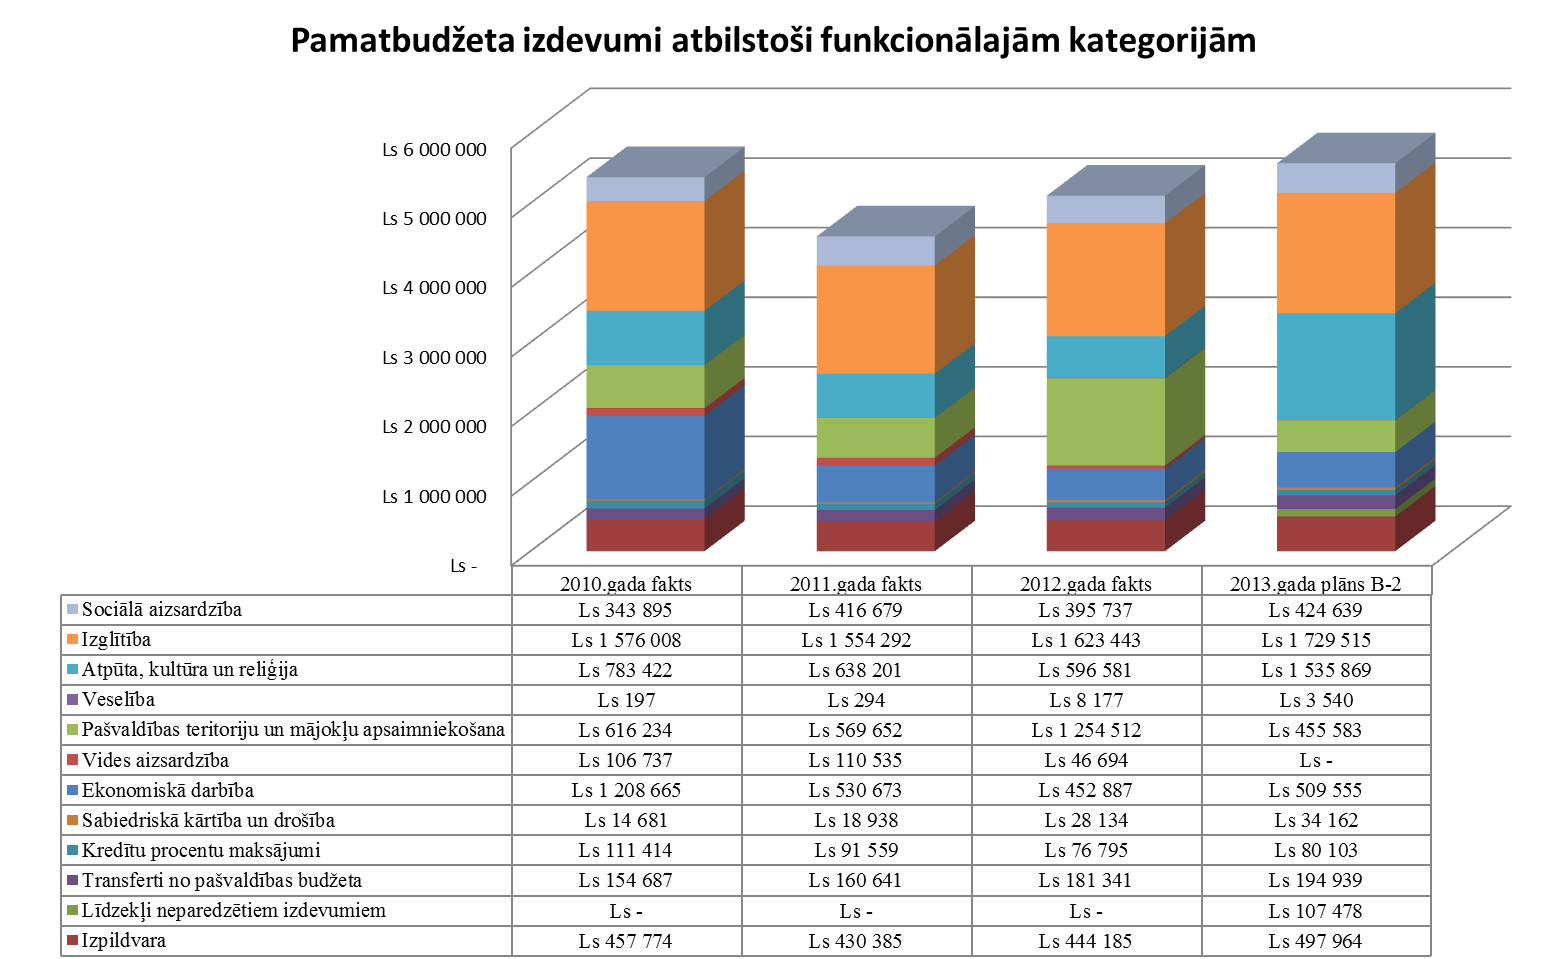 Pamatbudžeta izdevumi atbilstoši funkcionālajām kategorijām
Ls 6 000 000
Ls 5 000 000
Ls 4 000 000
Ls 3 000 000
Ls 2 000 000
Ls 1 000 000
Ls -
2010.gada fakts 2011.gada fakts 2012.gada fakts 2013.gada plāns B-2
Sociālā aizsardzība Ls 343 895 Ls 416 679 Ls 395 737 Ls 424 639
Izglītība Ls 1 576 008 Ls 1 554 292 Ls 1 623 443 Ls 1 729 515
Atpūta, kultūra un reliģija Ls 783 422 Ls 638 201 Ls 596 581 Ls 1 535 869
Veselība Ls 197 Ls 294 Ls 8 177 Ls 3 540
Pašvaldības teritoriju un mājokļu apsaimniekošana Ls 616 234 Ls 569 652 Ls 1 254 512 Ls 455 583
Vides aizsardzība Ls 106 737 Ls 110 535 Ls 46 694 Ls -
Ekonomiskā darbība Ls 1 208 665 Ls 530 673 Ls 452 887 Ls 509 555
Sabiedriskā kārtība un drošība Ls 14 681 Ls 18 938 Ls 28 134 Ls 34 162
Kredītu procentu maksājumi Ls 111 414 Ls 91 559 Ls 76 795 Ls 80 103
Transferti no pašvaldības budžeta Ls 154 687 Ls 160 641 Ls 181 341 Ls 194 939
Līdzekļi neparedzētiem izdevumiem Ls - Ls - Ls - Ls 107 478
Izpildvara Ls 457 774 Ls 430 385 Ls 444 185 Ls 497 964